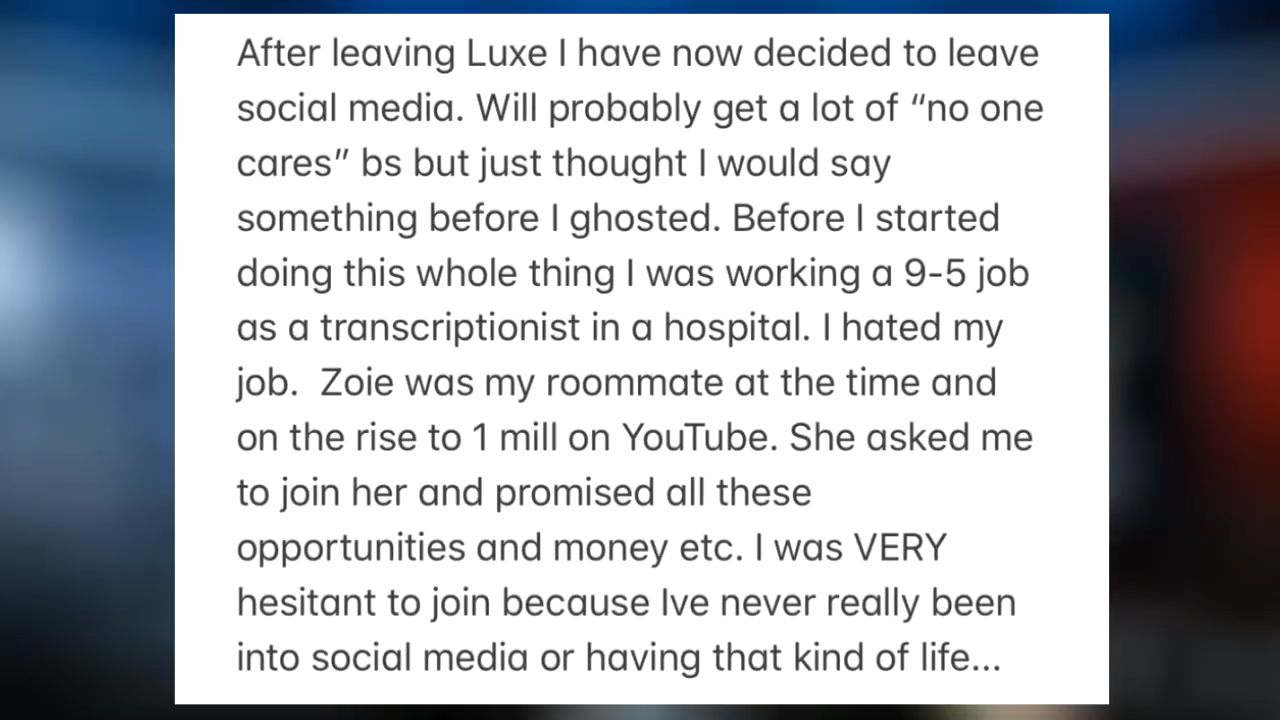 After leaving Luxe I have now decided to leave
social media. Will probably get a lot of “no one
cares” bs but just thought I would say
something before I ghosted. Before I started
doing this whole thing I was working a 9-5 job
as a transcriptionist in a hospital. I hated my
job.  Zoie was my roommate at the time and
on the rise to 1 mill on YouTube. She asked me
to join her and promised all these
opportunities and money etc. I was VERY
hesitant to join because Ive never really been
into social media or having that kind of life...